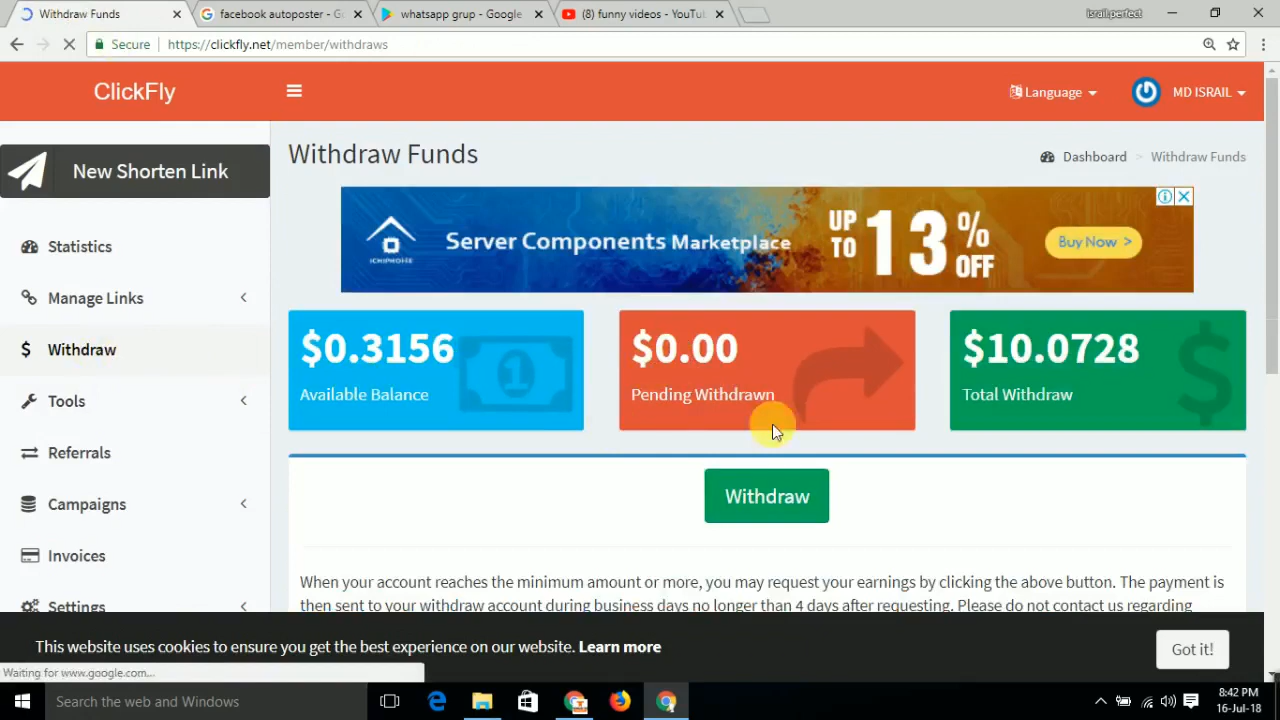 Withdraw Funds
facebook autoposter - G
whatsapp grup - Google
(8) funny videos - YouTu
israil.perfect
Secure
https://clickfly.net/member/withdraws
ClickFly
Language
MD ISRAIL
New Shorten Link
Withdraw Funds
Dashboard > Withdraw Funds
Statistics
ICHIPHOME
Server Components Marketplace
UP TO 13% OFF
Buy Now >
Manage Links
$0.3156
Available Balance
$0.00
Pending Withdrawn
$10.0728
Total Withdraw
Withdraw
Tools
Referrals
Campaigns
Invoices
Settings
Withdraw
When your account reaches the minimum amount or more, you may request your earnings by clicking the above button. The payment is
then sent to your withdraw account during business days no longer than 4 days after requesting. Please do not contact us regarding
This website uses cookies to ensure you get the best experience on our website. Learn more
Got it!
Waiting for www.google.com...
Search the web and Windows
8:42 PM
16-Jul-18